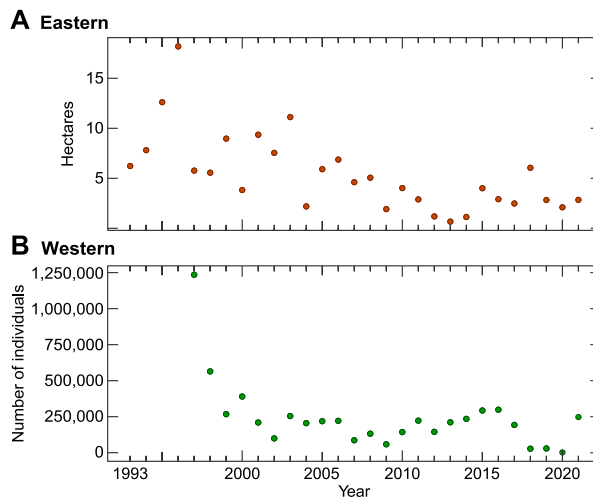 A Eastern
Hectares
15
10
5
B Western
Number of individuals
1,250,000
1,000,000
750,000
500,000
250,000
0
1993 2000 2005 2010 2015 2020
Year